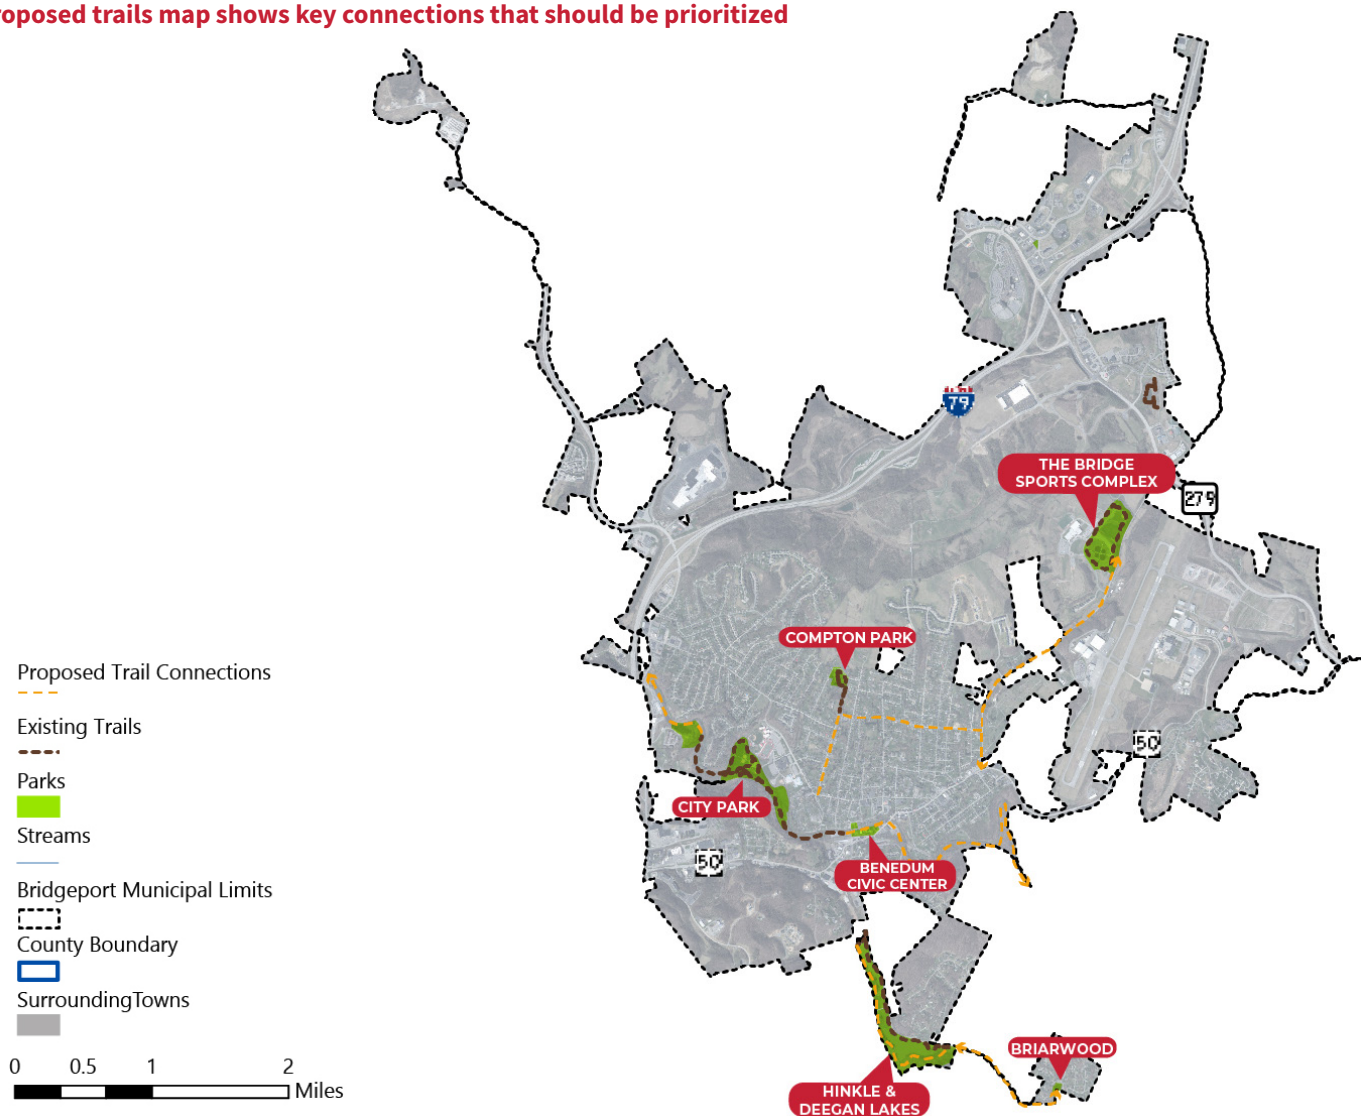 roposed trails map shows key connections that should be prioritized
79
THE BRIDGE
SPORTS COMPLEX
279
COMPTON PARK
Proposed Trail Connections
Existing Trails
Parks
Streams
Bridgeport Municipal Limits
County Boundary
SurroundingTowns
0 0.5 1 2
Miles
50
CITY PARK
50
BENEDUM
CIVIC CENTER
BRIARWOOD
HINKLE &
DEEGAN LAKES